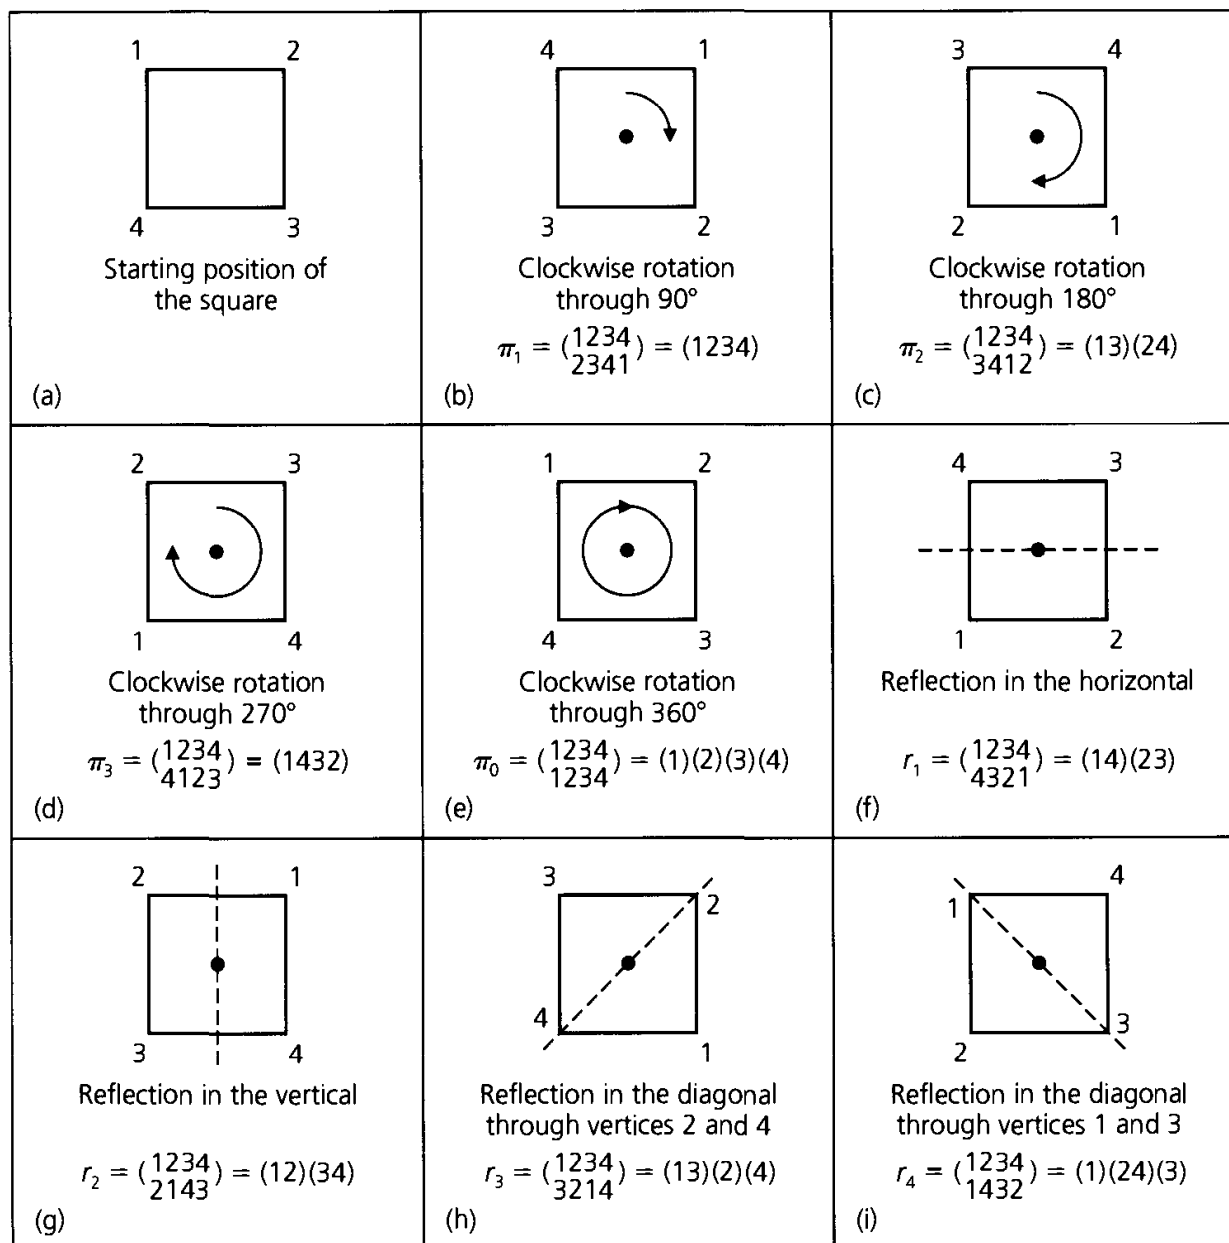 1 2
4 3
Starting position of
the square
(a)
4 1
3 2
Clockwise rotation
through 90°
π₁ = (1234
2341) = (1234)
(b)
3 4
2 1
Clockwise rotation
through 180°
π₂ = (1234
3412) = (13)(24)
(c)
2 3
1 4
Clockwise rotation
through 270°
π₃ = (1234
4123) = (1432)
(d)
1 2
4 3
Clockwise rotation
through 360°
π₀ = (1234
1234) = (1)(2)(3)(4)
(e)
4 3
1 2
Reflection in the horizontal
r₁ = (1234
4321) = (14)(23)
(f)
2 1
3 4
Reflection in the vertical
r₂ = (1234
2143) = (12)(34)
(g)
3 2
4 1
Reflection in the diagonal
through vertices 2 and 4
r₃ = (1234
3214) = (13)(2)(4)
(h)
1 4
2 3
Reflection in the diagonal
through vertices 1 and 3
r₄ = (1234
1432) = (1)(24)(3)
(i)